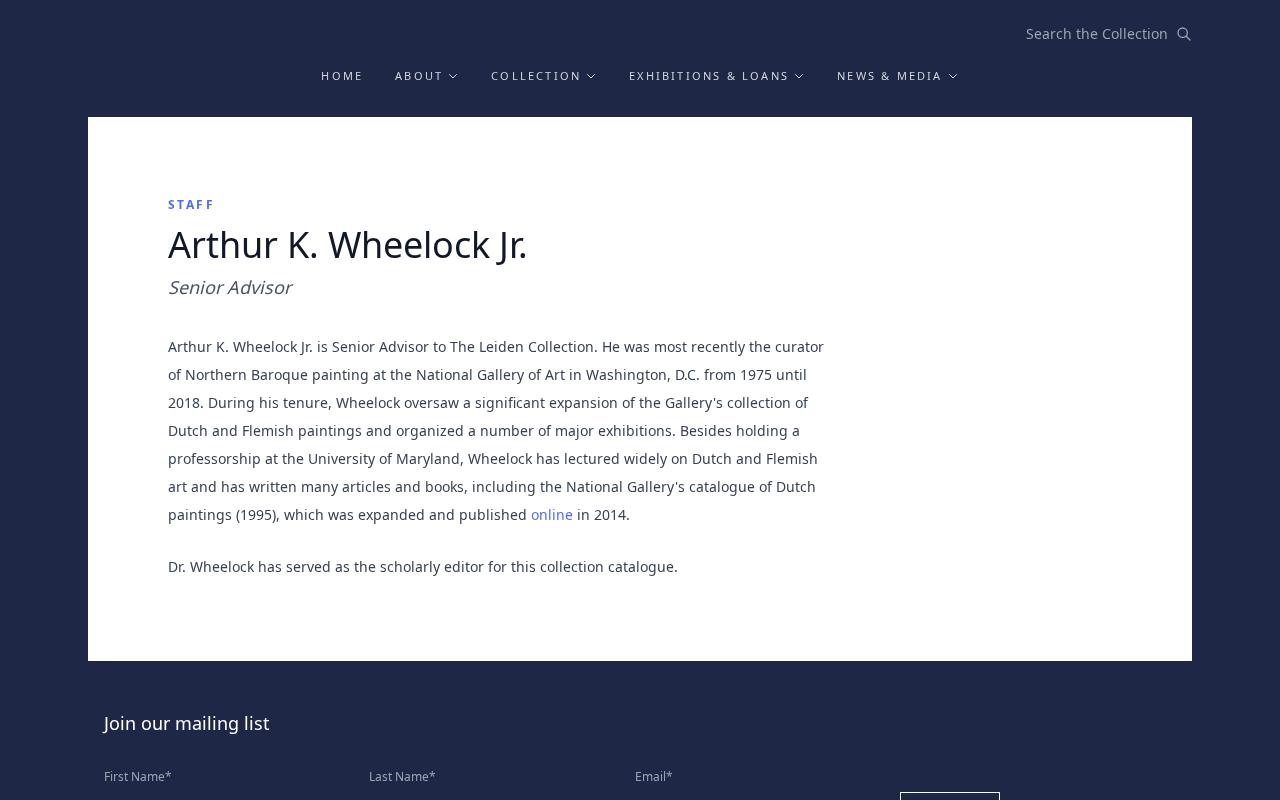 Search the Collection
HOME ABOUT COLLECTION EXHIBITIONS & LOANS NEWS & MEDIA
STAFF
Arthur K. Wheelock Jr.
Senior Advisor
Arthur K. Wheelock Jr. is Senior Advisor to The Leiden Collection. He was most recently the curator
of Northern Baroque painting at the National Gallery of Art in Washington, D.C. from 1975 until
2018. During his tenure, Wheelock oversaw a significant expansion of the Gallery's collection of
Dutch and Flemish paintings and organized a number of major exhibitions. Besides holding a
professorship at the University of Maryland, Wheelock has lectured widely on Dutch and Flemish
art and has written many articles and books, including the National Gallery's catalogue of Dutch
paintings (1995), which was expanded and published online in 2014.
Dr. Wheelock has served as the scholarly editor for this collection catalogue.
Join our mailing list
First Name* Last Name* Email*